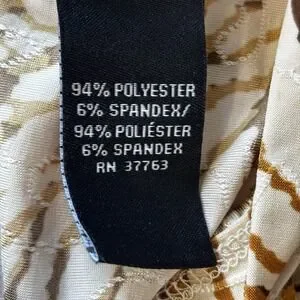 94% POLYESTER
6% SPANDEX/
94% POLIÉSTER
6% SPANDEX
RN 37763